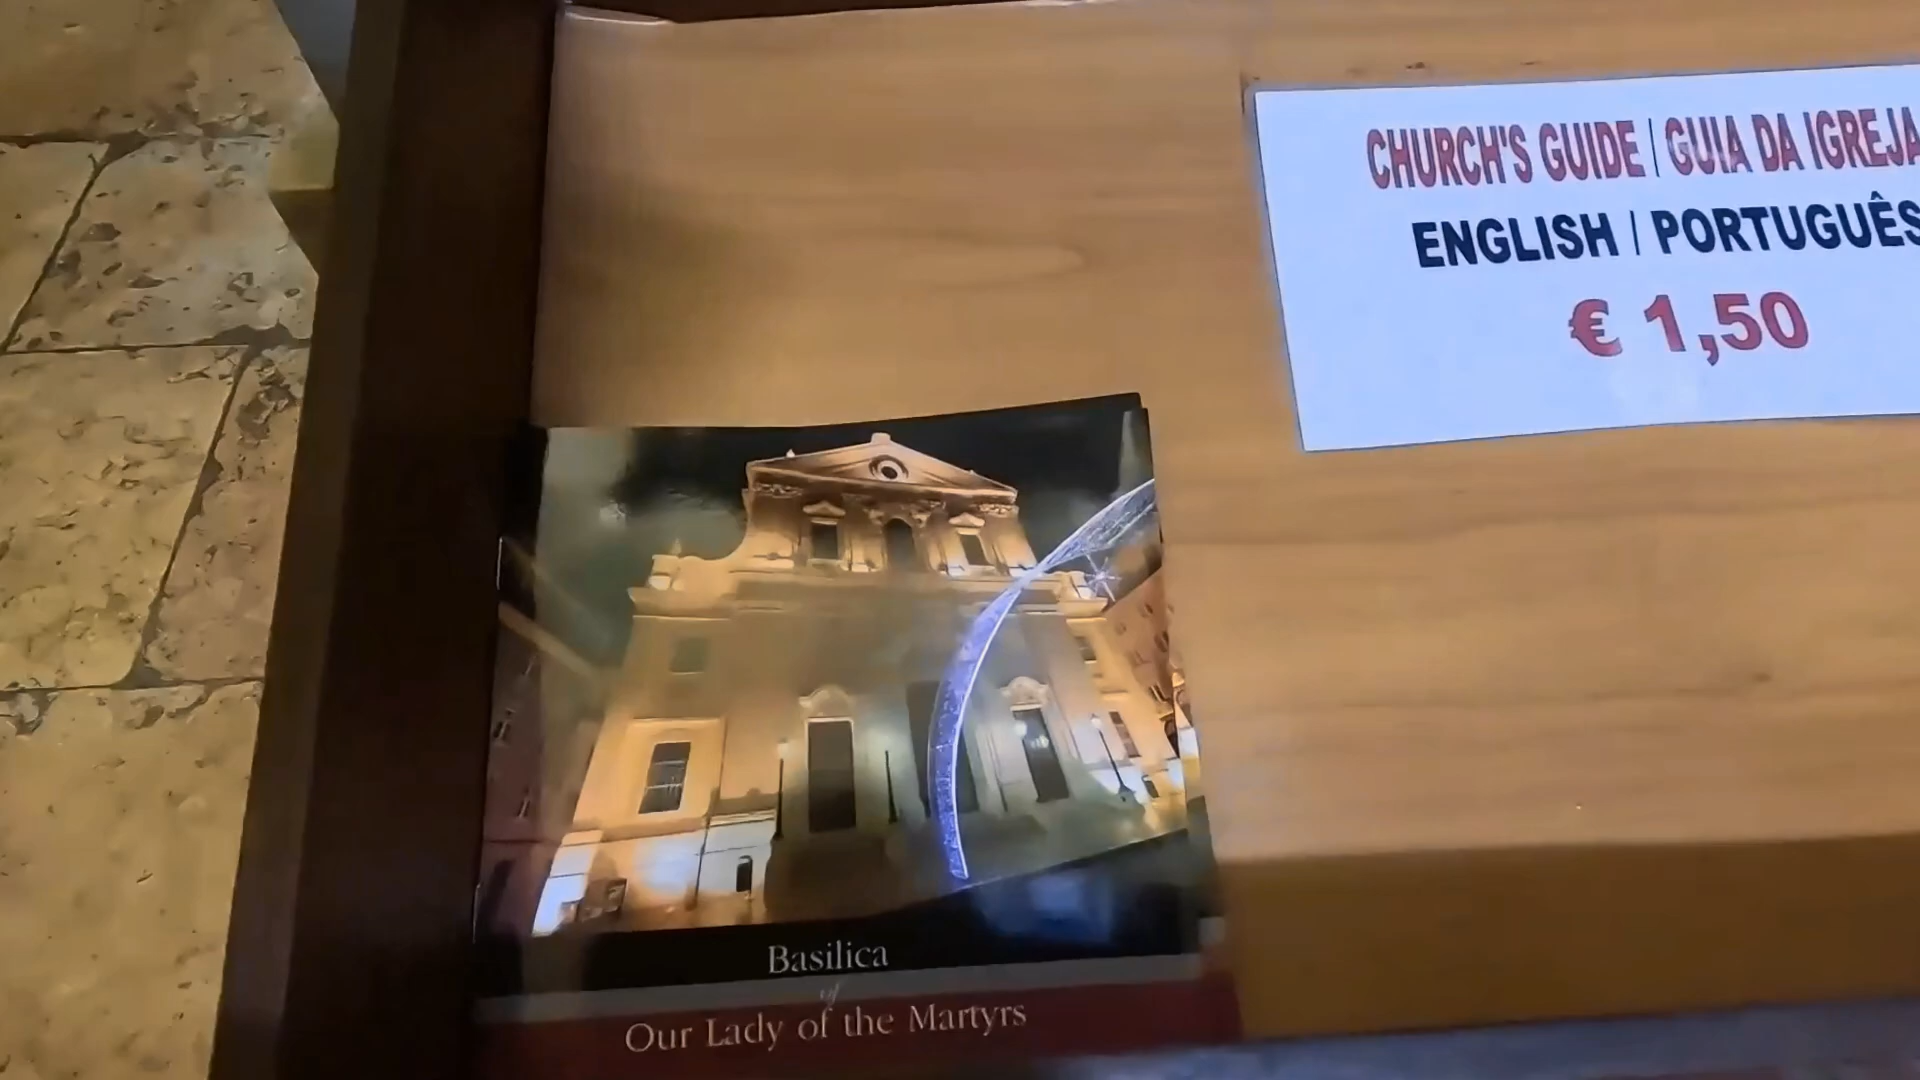 CHURCH'S GUIDE | GUIA DA IGREJA
ENGLISH / PORTUGUÊS
€ 1,50
Basilica
of
Our Lady of the Martyrs